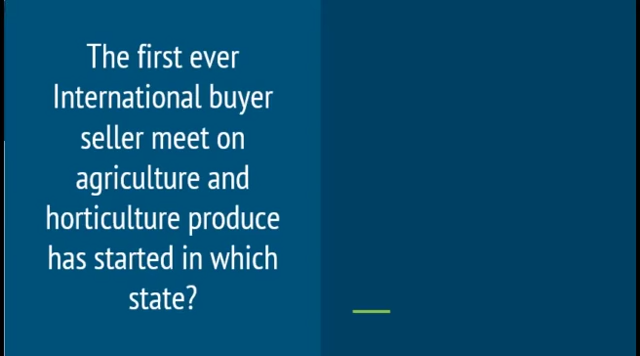 The first ever
International buyer
seller meet on
agriculture and
horticulture produce
has started in which
state?